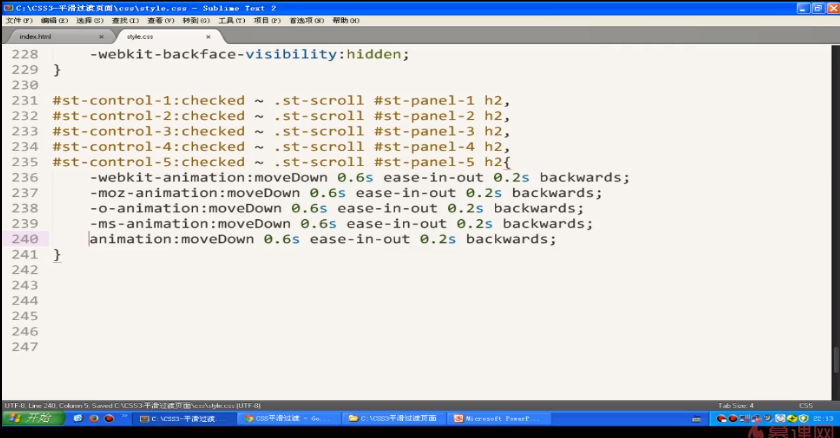 C:\CSS3-平滑过渡页面\css\style.css - Sublime Text 2
文件(F) 编辑(E) 选择(S) 查找(I) 查看(V) 转到(G) 工具(T) 项目(P) 首选项(N) 帮助(H)
index.html × style.css ×
228 -webkit-backface-visibility:hidden;
229 }
230
231 #st-control-1:checked ~ .st-scroll #st-panel-1 h2,
232 #st-control-2:checked ~ .st-scroll #st-panel-2 h2,
233 #st-control-3:checked ~ .st-scroll #st-panel-3 h2,
234 #st-control-4:checked ~ .st-scroll #st-panel-4 h2,
235 #st-control-5:checked ~ .st-scroll #st-panel-5 h2{
236 -webkit-animation:moveDown 0.6s ease-in-out 0.2s backwards;
237 -moz-animation:moveDown 0.6s ease-in-out 0.2s backwards;
238 -o-animation:moveDown 0.6s ease-in-out 0.2s backwards;
239 -ms-animation:moveDown 0.6s ease-in-out 0.2s backwards;
240 animation:moveDown 0.6s ease-in-out 0.2s backwards;
241 }
242
243
244
245
246
247
UTF-8, Line 240, Column 5; Saved C:\CSS3-平滑过渡页面\css\style.css (UTF-8) Tab Size: 4 CSS
开始 C:\CSS3-平滑过渡... CSS平滑过渡 - Go... C:\CSS3平滑过渡页面 Microsoft PowerP... 22:13
慕课网